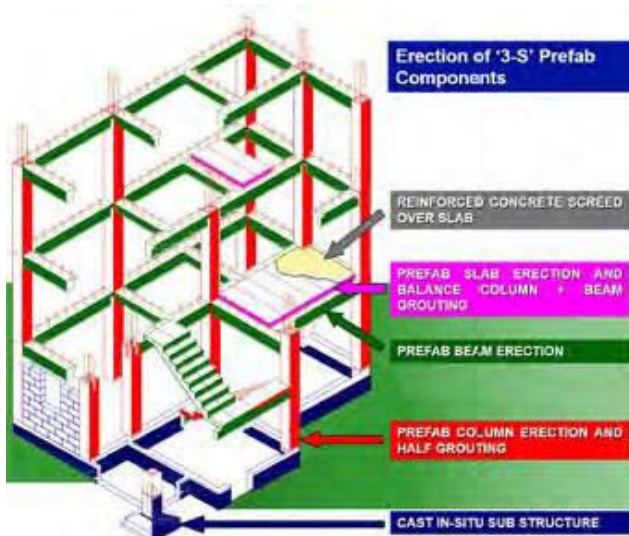 Erection of '3-S' Prefab
Components
REINFORCED CONCRETE SCREED
OVER SLAB
PREFAB SLAB ERECTION AND
BALANCE COLUMN + BEAM
GROUTING
PREFAB BEAM ERECTION
PREFAB COLUMN ERECTION AND
HALF GROUTING
CAST IN-SITU SUB STRUCTURE